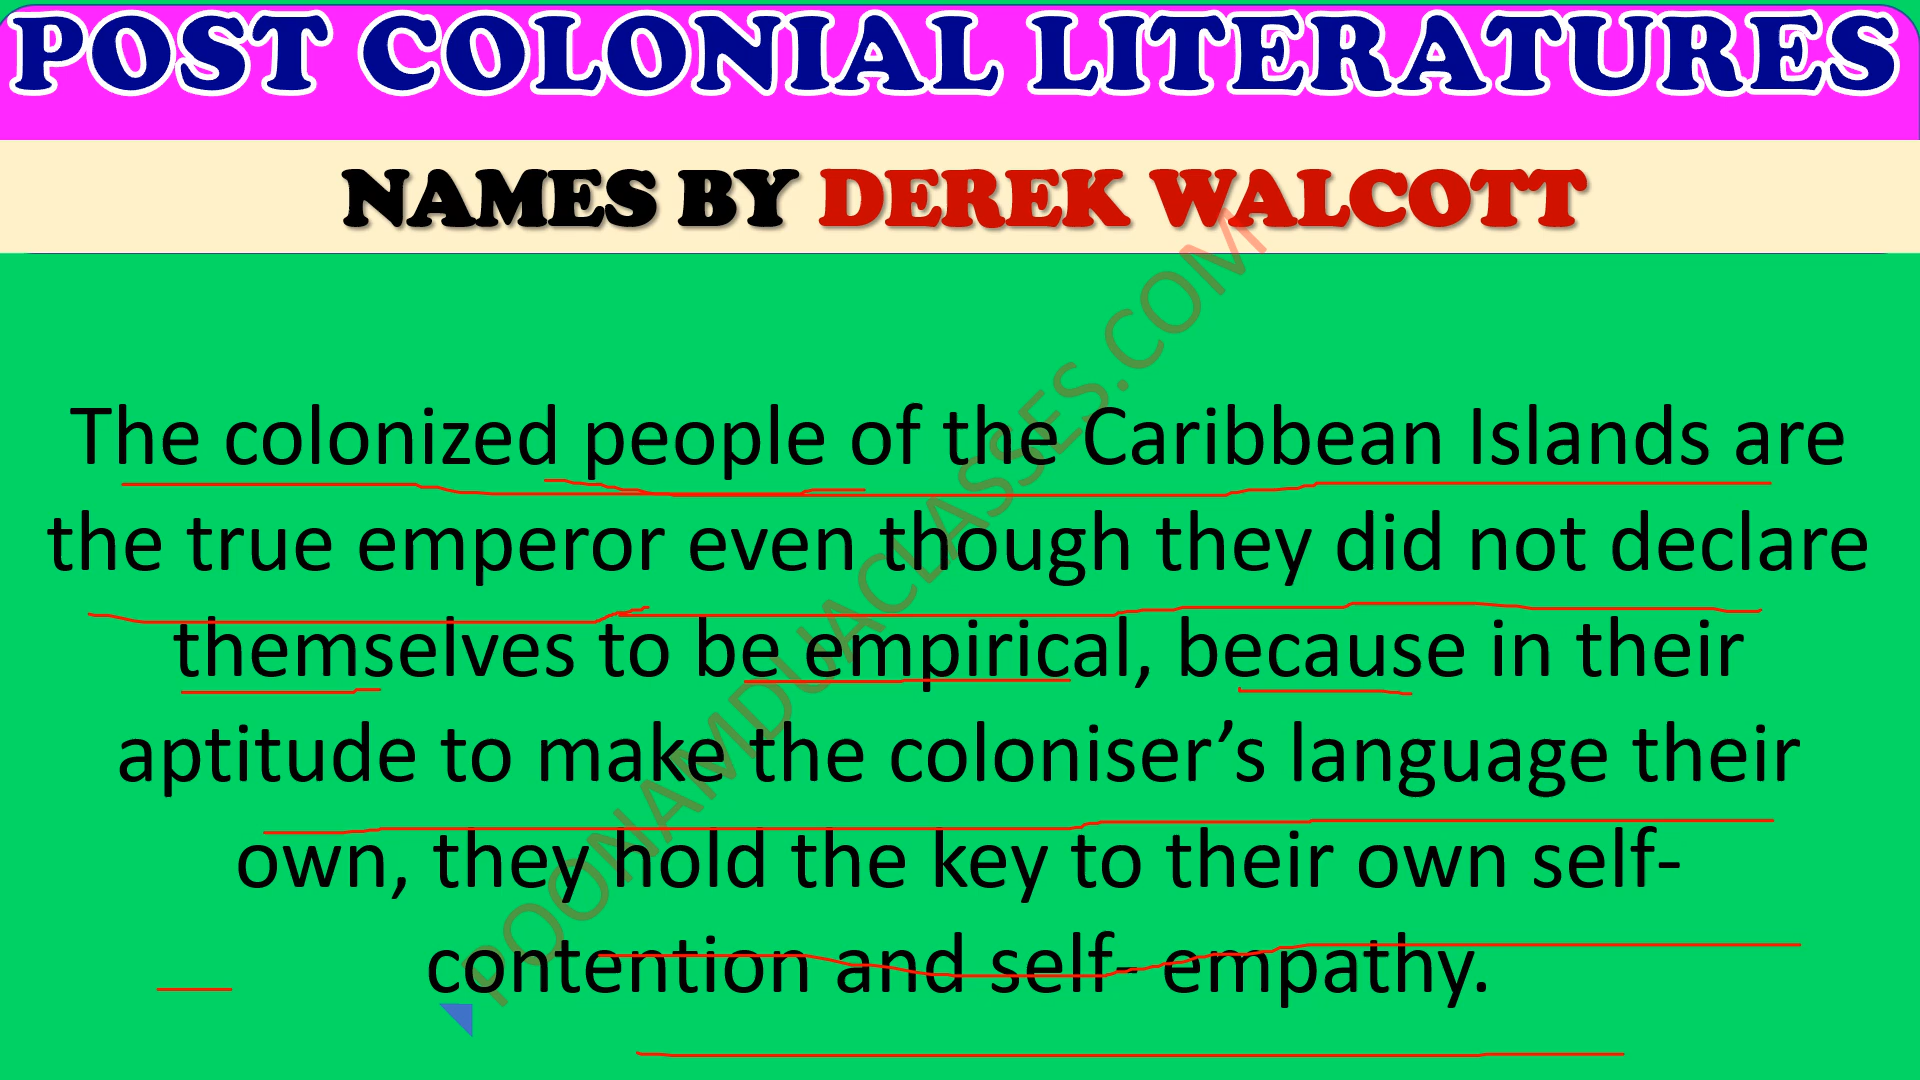 POST COLONIAL LITERATURES
NAMES BY DEREK WALCOTT
The colonized people of the Caribbean Islands are
the true emperor even though they did not declare
themselves to be empirical, because in their
aptitude to make the coloniser’s language their
own, they hold the key to their own self-
contention and self- empathy.
POONAMDUACLASSES.COM